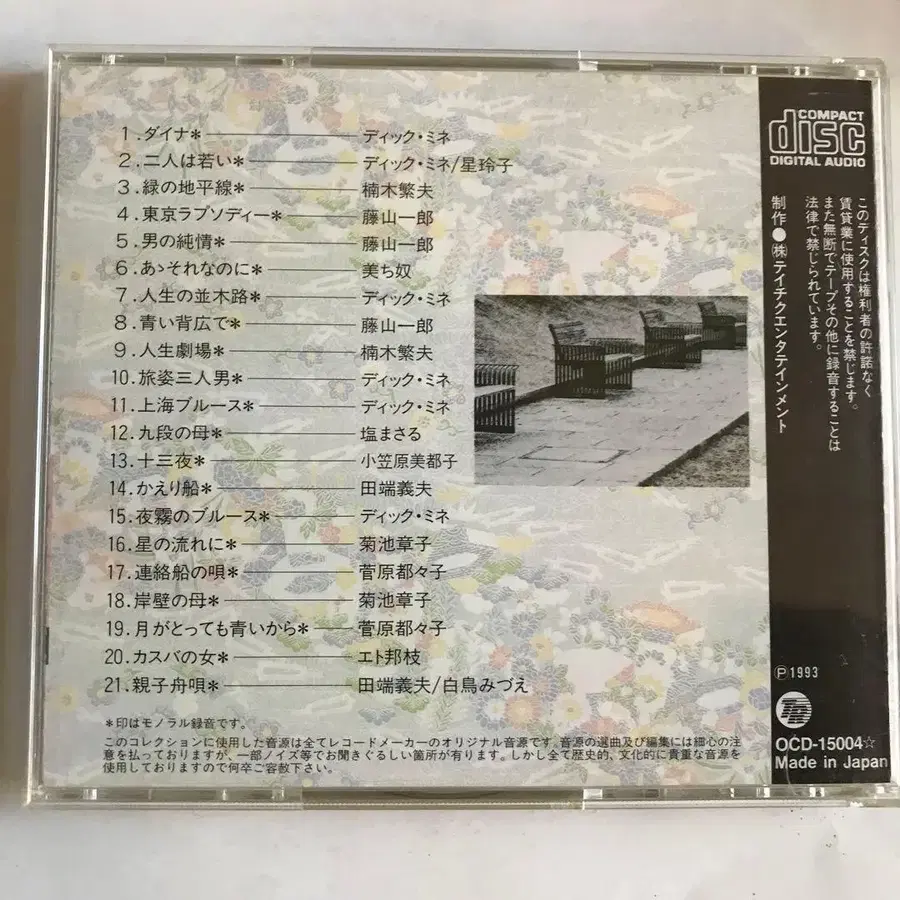 1.ダイナ* ディック・ミネ
2.二人は若い* ディック・ミネ/星玲子
3.緑の地平線* 楠木繁夫
4.東京ラプソディー* 藤山一郎
5.男の純情* 藤山一郎
6.あゝそれなのに* 美ち奴
7.人生の並木路* ディック・ミネ
8.青い背広で* 藤山一郎
9.人生劇場* 楠木繁夫
10.旅姿三人男* ディック・ミネ
11.上海ブルース* ディック・ミネ
12.九段の母* 塩まさる
13.十三夜* 小笠原美都子
14.かえり船* 田端義夫
15.夜霧のブルース* ディック・ミネ
16.星の流れに* 菊池章子
17.連絡船の唄* 菅原都々子
18.岸壁の母* 菊池章子
19.月がとっても青いから* 菅原都々子
20.カスバの女* エト邦枝
21.親子舟唄* 田端義夫/白鳥みづえ
*印はモノラル録音です。
このコレクションに使用した音源は全てレコードメーカーのオリジナル音源です。音源の選曲及び編集には細心の注
意を払っておりますが、一部ノイズ等でお聞きぐるしい箇所が有ります。しかし全て歴史的、文化的に貴重な音源を
使用しておりますので何卒ご容赦下さい。
COMPACT
disc
DIGITAL AUDIO
このディスクは権利者の許諾なく
賃貸業に使用することを禁じます。
また無断でテープその他に録音することは
法律で禁じられています。
制作●㈱テイチクエンタテインメント
Ⓟ1993
OCD-15004☆
Made in Japan